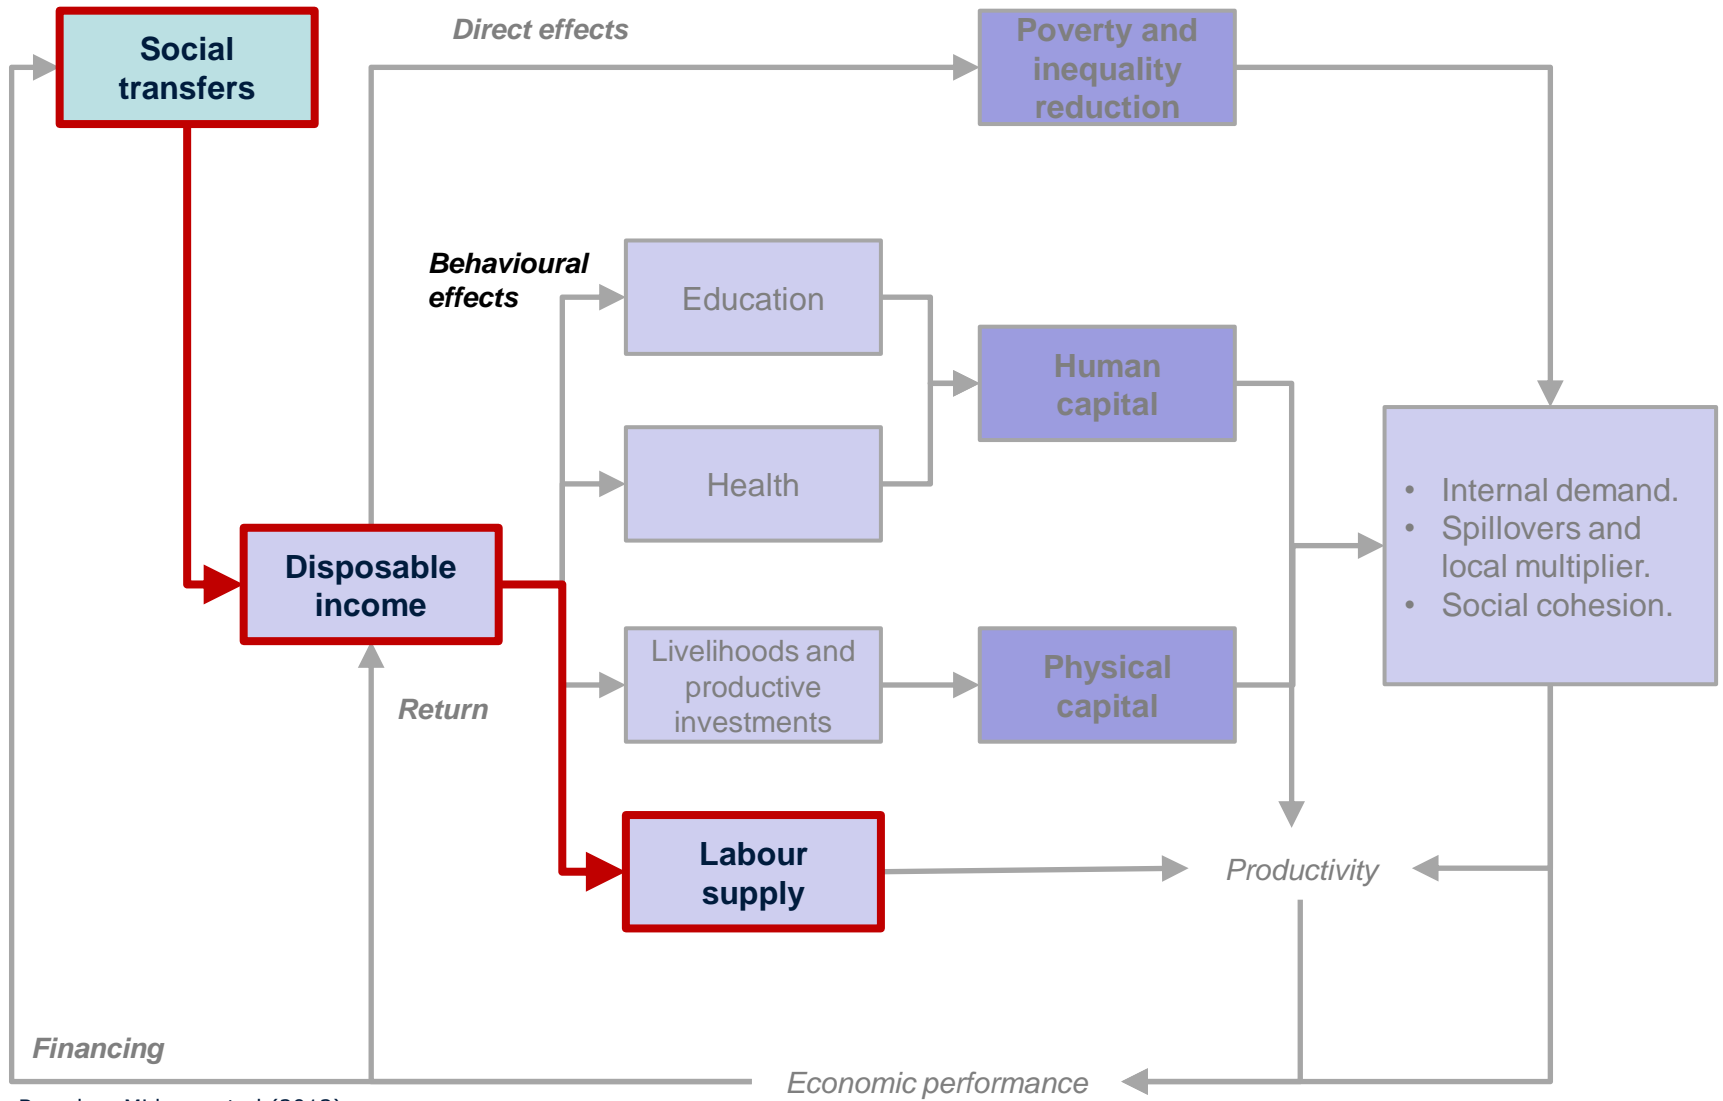 Social
transfers
Direct effects
Poverty and
inequality
reduction
Behavioural
effects
Education
Health
Human
capital
• Internal demand.
• Spillovers and
local multiplier.
• Social cohesion.
Disposable
income
Livelihoods and
productive
investments
Physical
capital
Return
Labour
supply
Productivity
Financing
Economic performance
(2012)